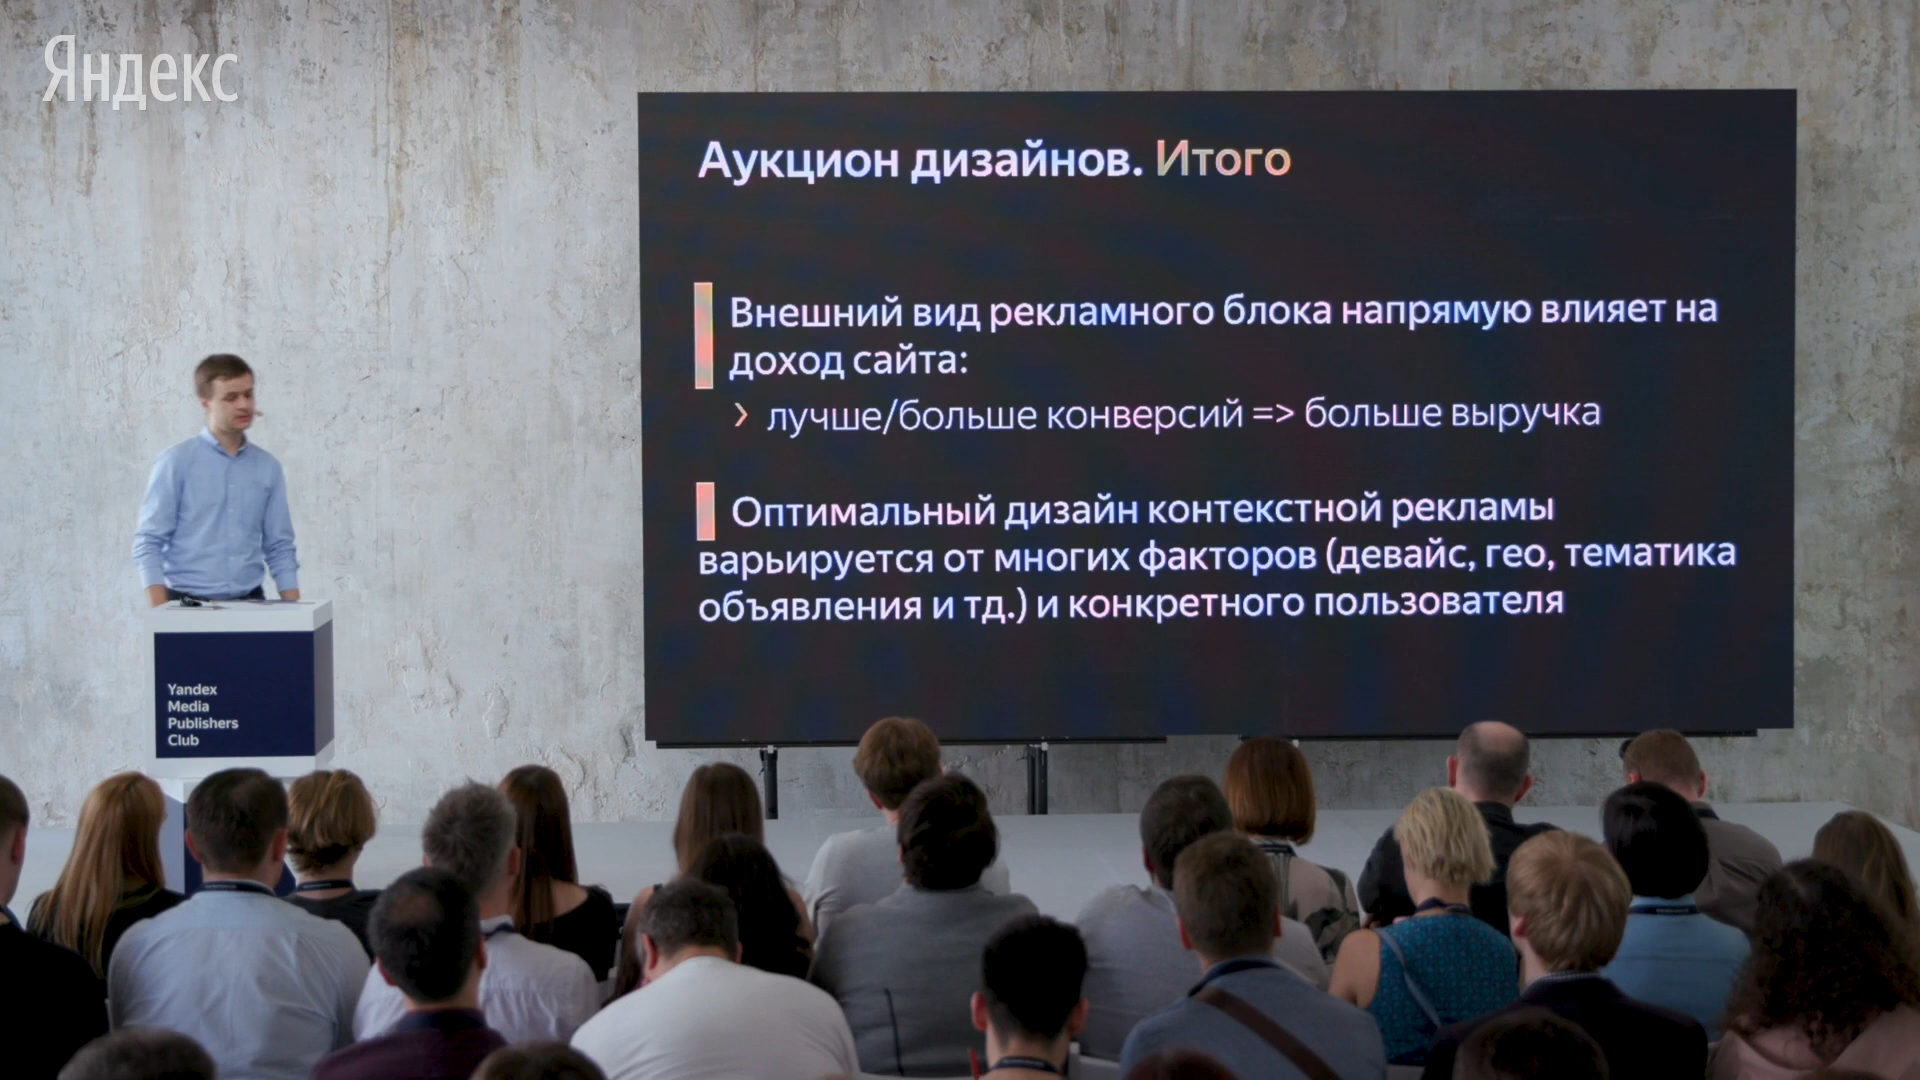 Яндекс
Аукцион дизайнов. Итого
Внешний вид рекламного блока напрямую влияет на
доход сайта:
› лучше/больше конверсий => больше выручка
Оптимальный дизайн контекстной рекламы
варьируется от многих факторов (девайс, гео, тематика
объявления и тд.) и конкретного пользователя
Yandex
Media
Publishers
Club